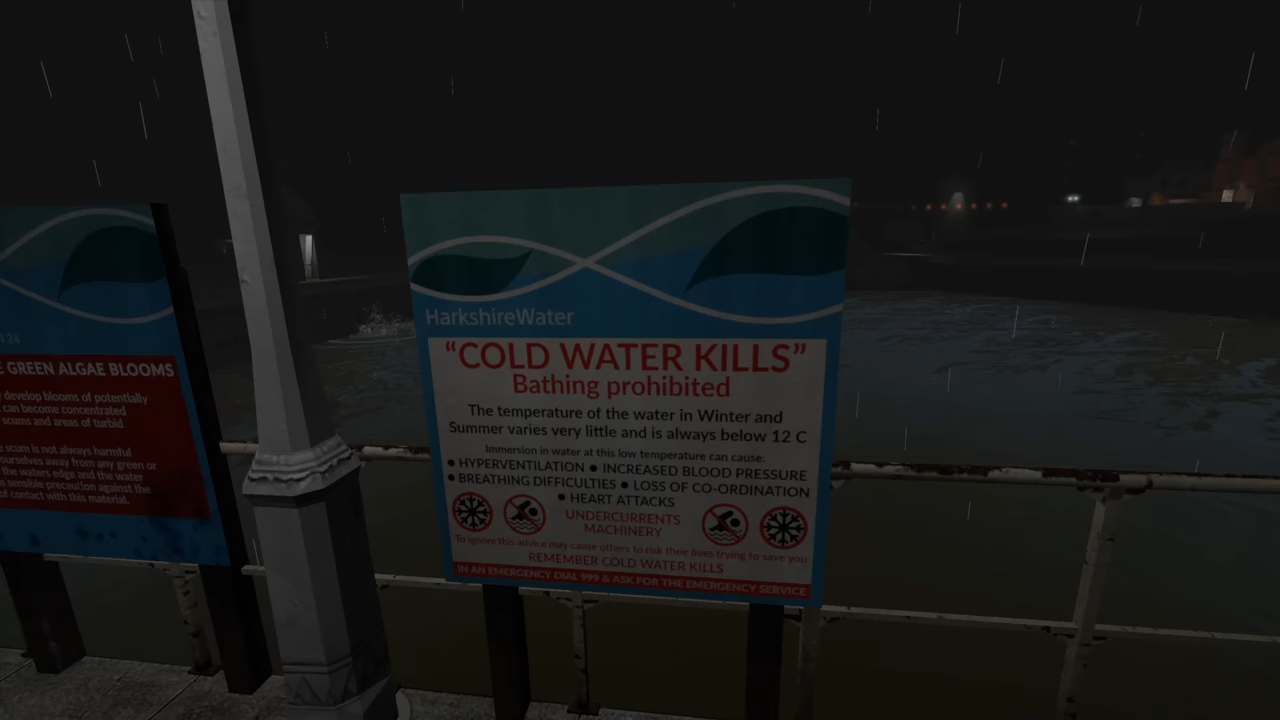 1 26
E GREEN ALGAE BLOOMS
develop blooms of potentially
can become concentrated
scums and areas of turbid
e scum is not always harmful
ourselves away from any green or
the waters edge and the water
s sensible precaution against the
of contact with this material.
HarkshireWater
“COLD WATER KILLS”
Bathing prohibited
The temperature of the water in Winter and
Summer varies very little and is always below 12 C
Immersion in water at this low temperature can cause:
• HYPERVENTILATION • INCREASED BLOOD PRESSURE
• BREATHING DIFFICULTIES • LOSS OF CO-ORDINATION
• HEART ATTACKS
UNDERCURRENTS
MACHINERY
To ignore this advice may cause others to risk their lives trying to save you
REMEMBER COLD WATER KILLS
IN AN EMERGENCY DIAL 999 & ASK FOR THE EMERGENCY SERVICE